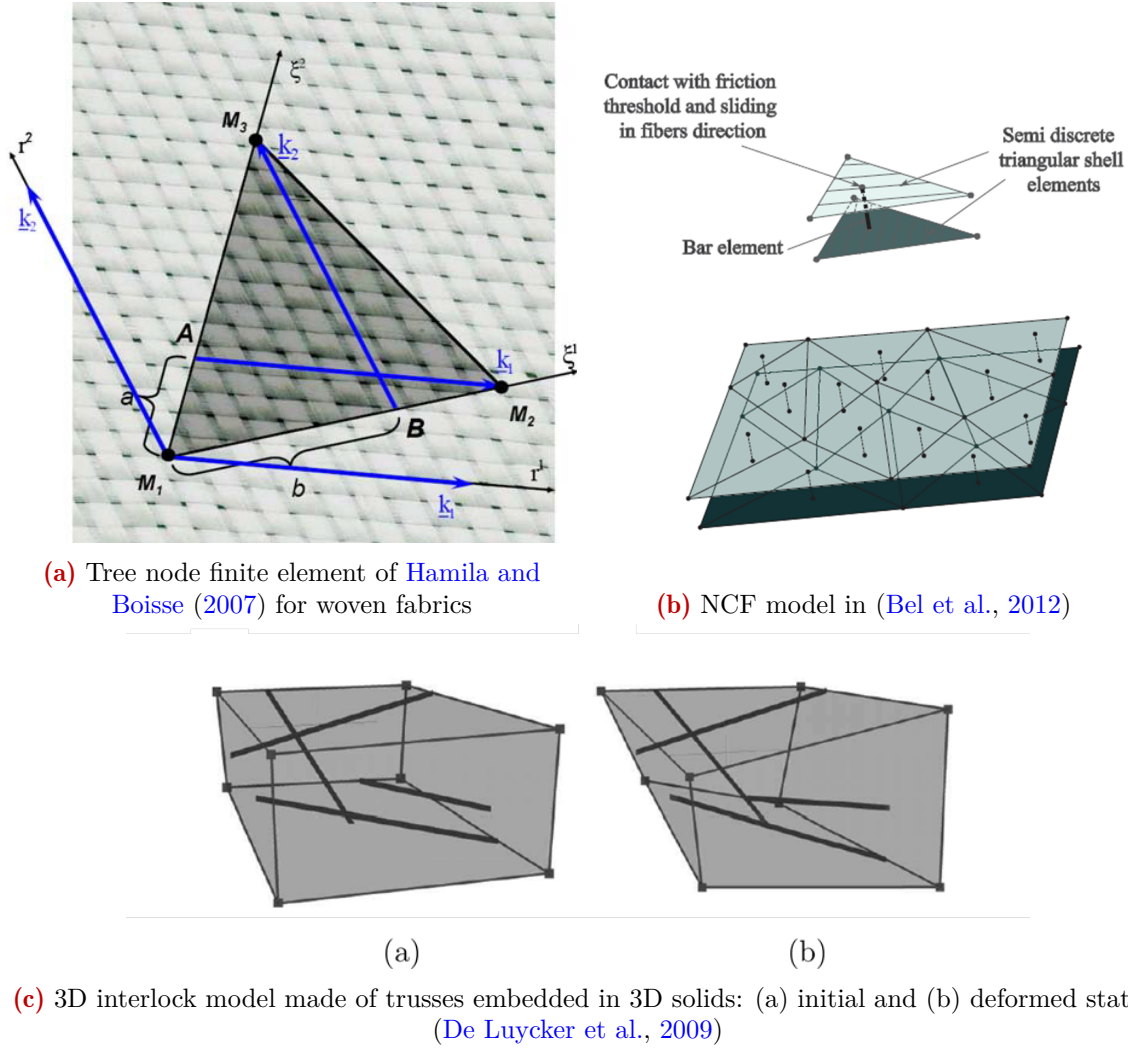 ξ²
M₃
k₂
r²
k₂
A
a
k₁
ξ¹
M₂
B
M₁
b
r¹
k₁
Contact with friction
threshold and sliding
in fibers direction
Semi discrete
triangular shell
elements
Bar element
(a) Tree node finite element of Hamila and
Boisse (2007) for woven fabrics
(b) NCF model in (Bel et al., 2012)
(a)
(b)
(c) 3D interlock model made of trusses embedded in 3D solids: (a) initial and (b) deformed stat
(De Luycker et al., 2009)